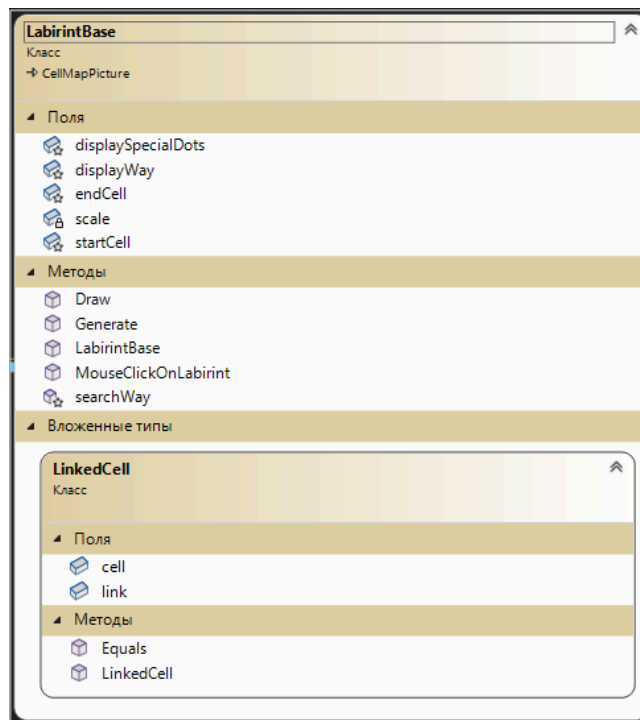 LabirintBase
Класс
CellMapPicture
Поля
displaySpecialDots
displayWay
endCell
scale
startCell
Методы
Draw
Generate
LabirintBase
MouseClickOnLabirint
searchWay
Вложенные типы
LinkedCell
Класс
Поля
cell
link
Методы
Equals
LinkedCell